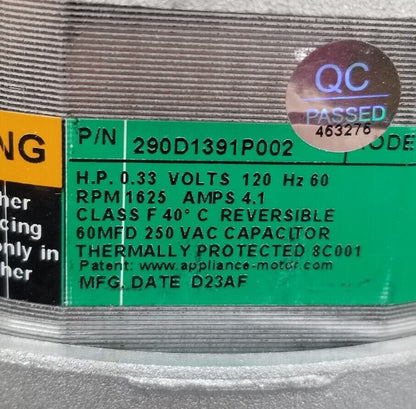 QC
PASSED
463276
NG
P/N 290D1391P002
ODE
her
cing
only in
her
H.P. 0.33 VOLTS 120 Hz 60
RPM 1625 AMPS 4.1
CLASS F 40° C REVERSIBLE
60MFD 250 VAC CAPACITOR
THERMALLY PROTECTED 8C001
Patent: www.appliance-motor.com
MFG. DATE D23AF